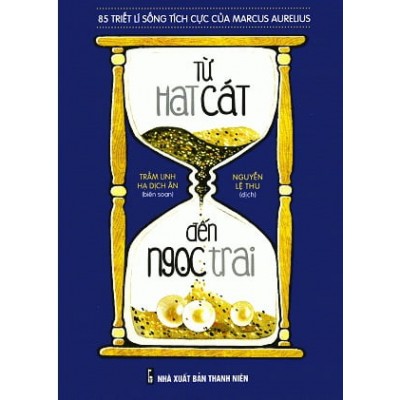 85 TRIẾT LÍ SỐNG TÍCH CỰC CỦA MARCUS AURELIUS
TỪ
HẠT CÁT
TRẦM LINH
HẠ DỊCH ÂN
(biên soạn)
NGUYỄN
LỆ THU
(dịch)
đến
ngọc trai
NHÀ XUẤT BẢN THANH NIÊN